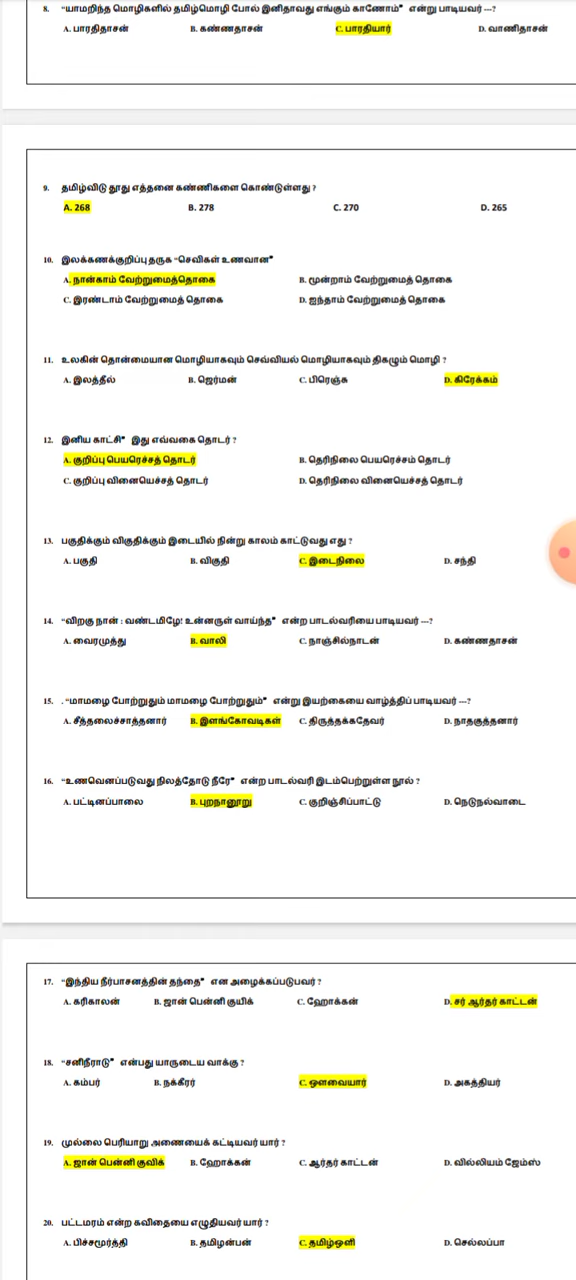 8. “யாமறிந்த மொழிகளில் தமிழ்மொழி போல் இனிதாவது எங்கும் காணோம்” என்று பாடியவர் ---?
A. பாரதிதாசன் B. கண்ணதாசன் C. பாரதியார் D. வாணிதாசன்
9. தமிழ்விடு தூது எத்தனை கண்ணிகளை கொண்டுள்ளது ?
A. 268 B. 278 C. 270 D. 265
10. இலக்கணக்குறிப்பு தருக “செவிகள் உணவான”
A. நான்காம் வேற்றுமைத்தொகை B. மூன்றாம் வேற்றுமைத் தொகை
C. இரண்டாம் வேற்றுமைத் தொகை D. ஐந்தாம் வேற்றுமைத் தொகை
11. உலகின் தொன்மையான மொழியாகவும் செவ்வியல் மொழியாகவும் திகழும் மொழி ?
A. இலத்தீல் B. ஜெர்மன் C. பிரெஞ்சு D. கிரேக்கம்
12. இனிய காட்சி” இது எவ்வகை தொடர் ?
A. குறிப்பு பெயரெச்சத் தொடர் B. தெரிநிலை பெயரெச்சம் தொடர்
C. குறிப்பு வினையெச்சத் தொடர் D. தெரிநிலை வினையெச்சத் தொடர்
13. பகுதிக்கும் விகுதிக்கும் இடையில் நின்று காலம் காட்டுவது எது ?
A. பகுதி B. விகுதி C. இடைநிலை D. சந்தி
14. “விறகு நான் : வண்டமிழே! உன்னருள் வாய்ந்த” என்ற பாடல்வரியை பாடியவர் ---?
A. வைரமுத்து B. வாலி C. நாஞ்சில்நாடன் D. கண்ணதாசன்
15. . “மாமழை போற்றுதும் மாமழை போற்றுதும்” என்று இயற்கையை வாழ்த்திப் பாடியவர் ---?
A. சீத்தலைச்சாத்தனார் B. இளங்கோவடிகள் C. திருத்தக்கதேவர் D. நாதகுத்தனார்
16. “உணவெனப்படுவது நிலத்தோடு நீரே” என்ற பாடல்வரி இடம்பெற்றுள்ள நூல் ?
A. பட்டினப்பாலை B. புறநானூறு C. குறிஞ்சிப்பாட்டு D. நெடுநல்வாடை
17. “இந்திய நீர்பாசனத்தின் தந்தை” என அழைக்கப்படுபவர் ?
A. கரிகாலன் B. ஜான் பென்னி குயிக் C. ஹோக்கன் D. சர் ஆர்தர் காட்டன்
18. “சனிநீராடு” என்பது யாருடைய வாக்கு ?
A. கம்பர் B. நக்கீரர் C. ஔவையார் D. அகத்தியர்
19. முல்லை பெரியாறு அணையைக் கட்டியவர் யார் ?
A. ஜான் பென்னி குவிக் B. ஹோக்கன் C. ஆர்தர் காட்டன் D. வில்லியம் ஜேம்ஸ்
20. பட்டமரம் என்ற கவிதையை எழுதியவர் யார் ?
A. பிச்சமூர்த்தி B. தமிழன்பன் C. தமிழ்ஒளி D. செல்லப்பா